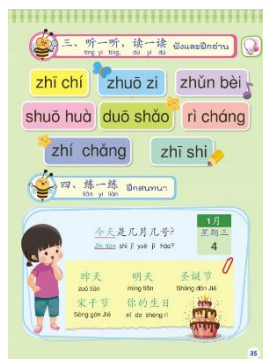 三、听一听，读一读 ฟังและฝึกอ่าน
tīng yì tīng, dú yì dú
zhī chí zhuō zi zhǔn bèi
shuō huà duō shǎo rì cháng
zhí chǎng zhī shi
四、练一练 ฝึกสนทนา
liàn yí liàn
今天是几月几号?
Jīn tiān shì jǐ yuè jǐ hào?
1月
星期三
4
昨天 明天 圣诞节
zuó tiān míng tiān Shèng dàn Jié
宋干节 你的生日
Sòng gān Jié nǐ de shēng rì
35